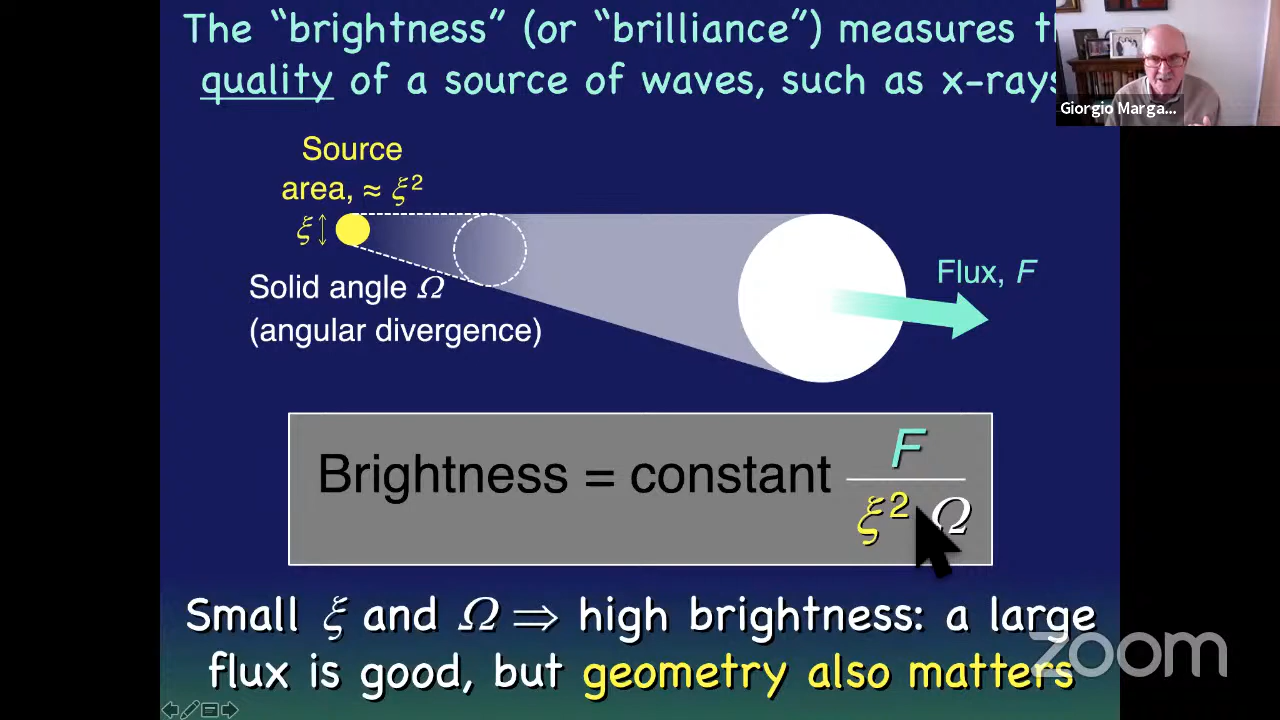 The “brightness” (or “brilliance”) measures
quality of a source of waves, such as x-rays
Giorgio Marga...
Source
area, ≈ ξ²
ξ
Solid angle Ω
(angular divergence)
Flux, F
Brightness = constant F
ξ² Ω
Small ξ and Ω ⇒ high brightness: a large
flux is good, but geometry also matters
zoom